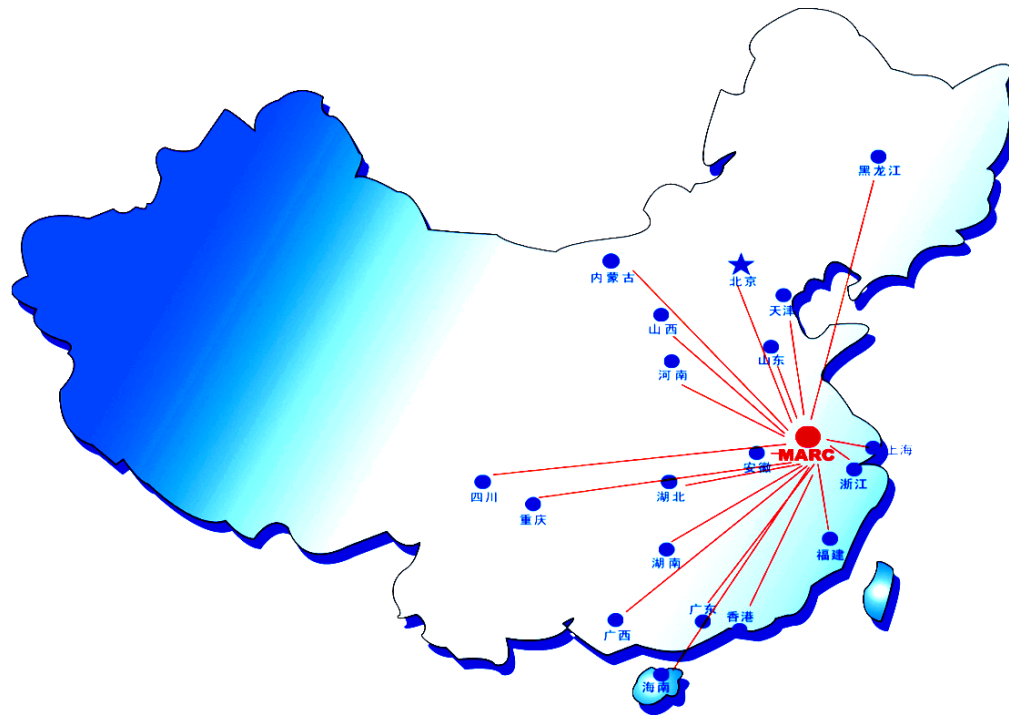 黑龙江
内蒙古
北京
天津
山西
山东
河南
MARC
上海
安徽
浙江
四川
湖北
重庆
福建
湖南
广东
香港
广西
海南